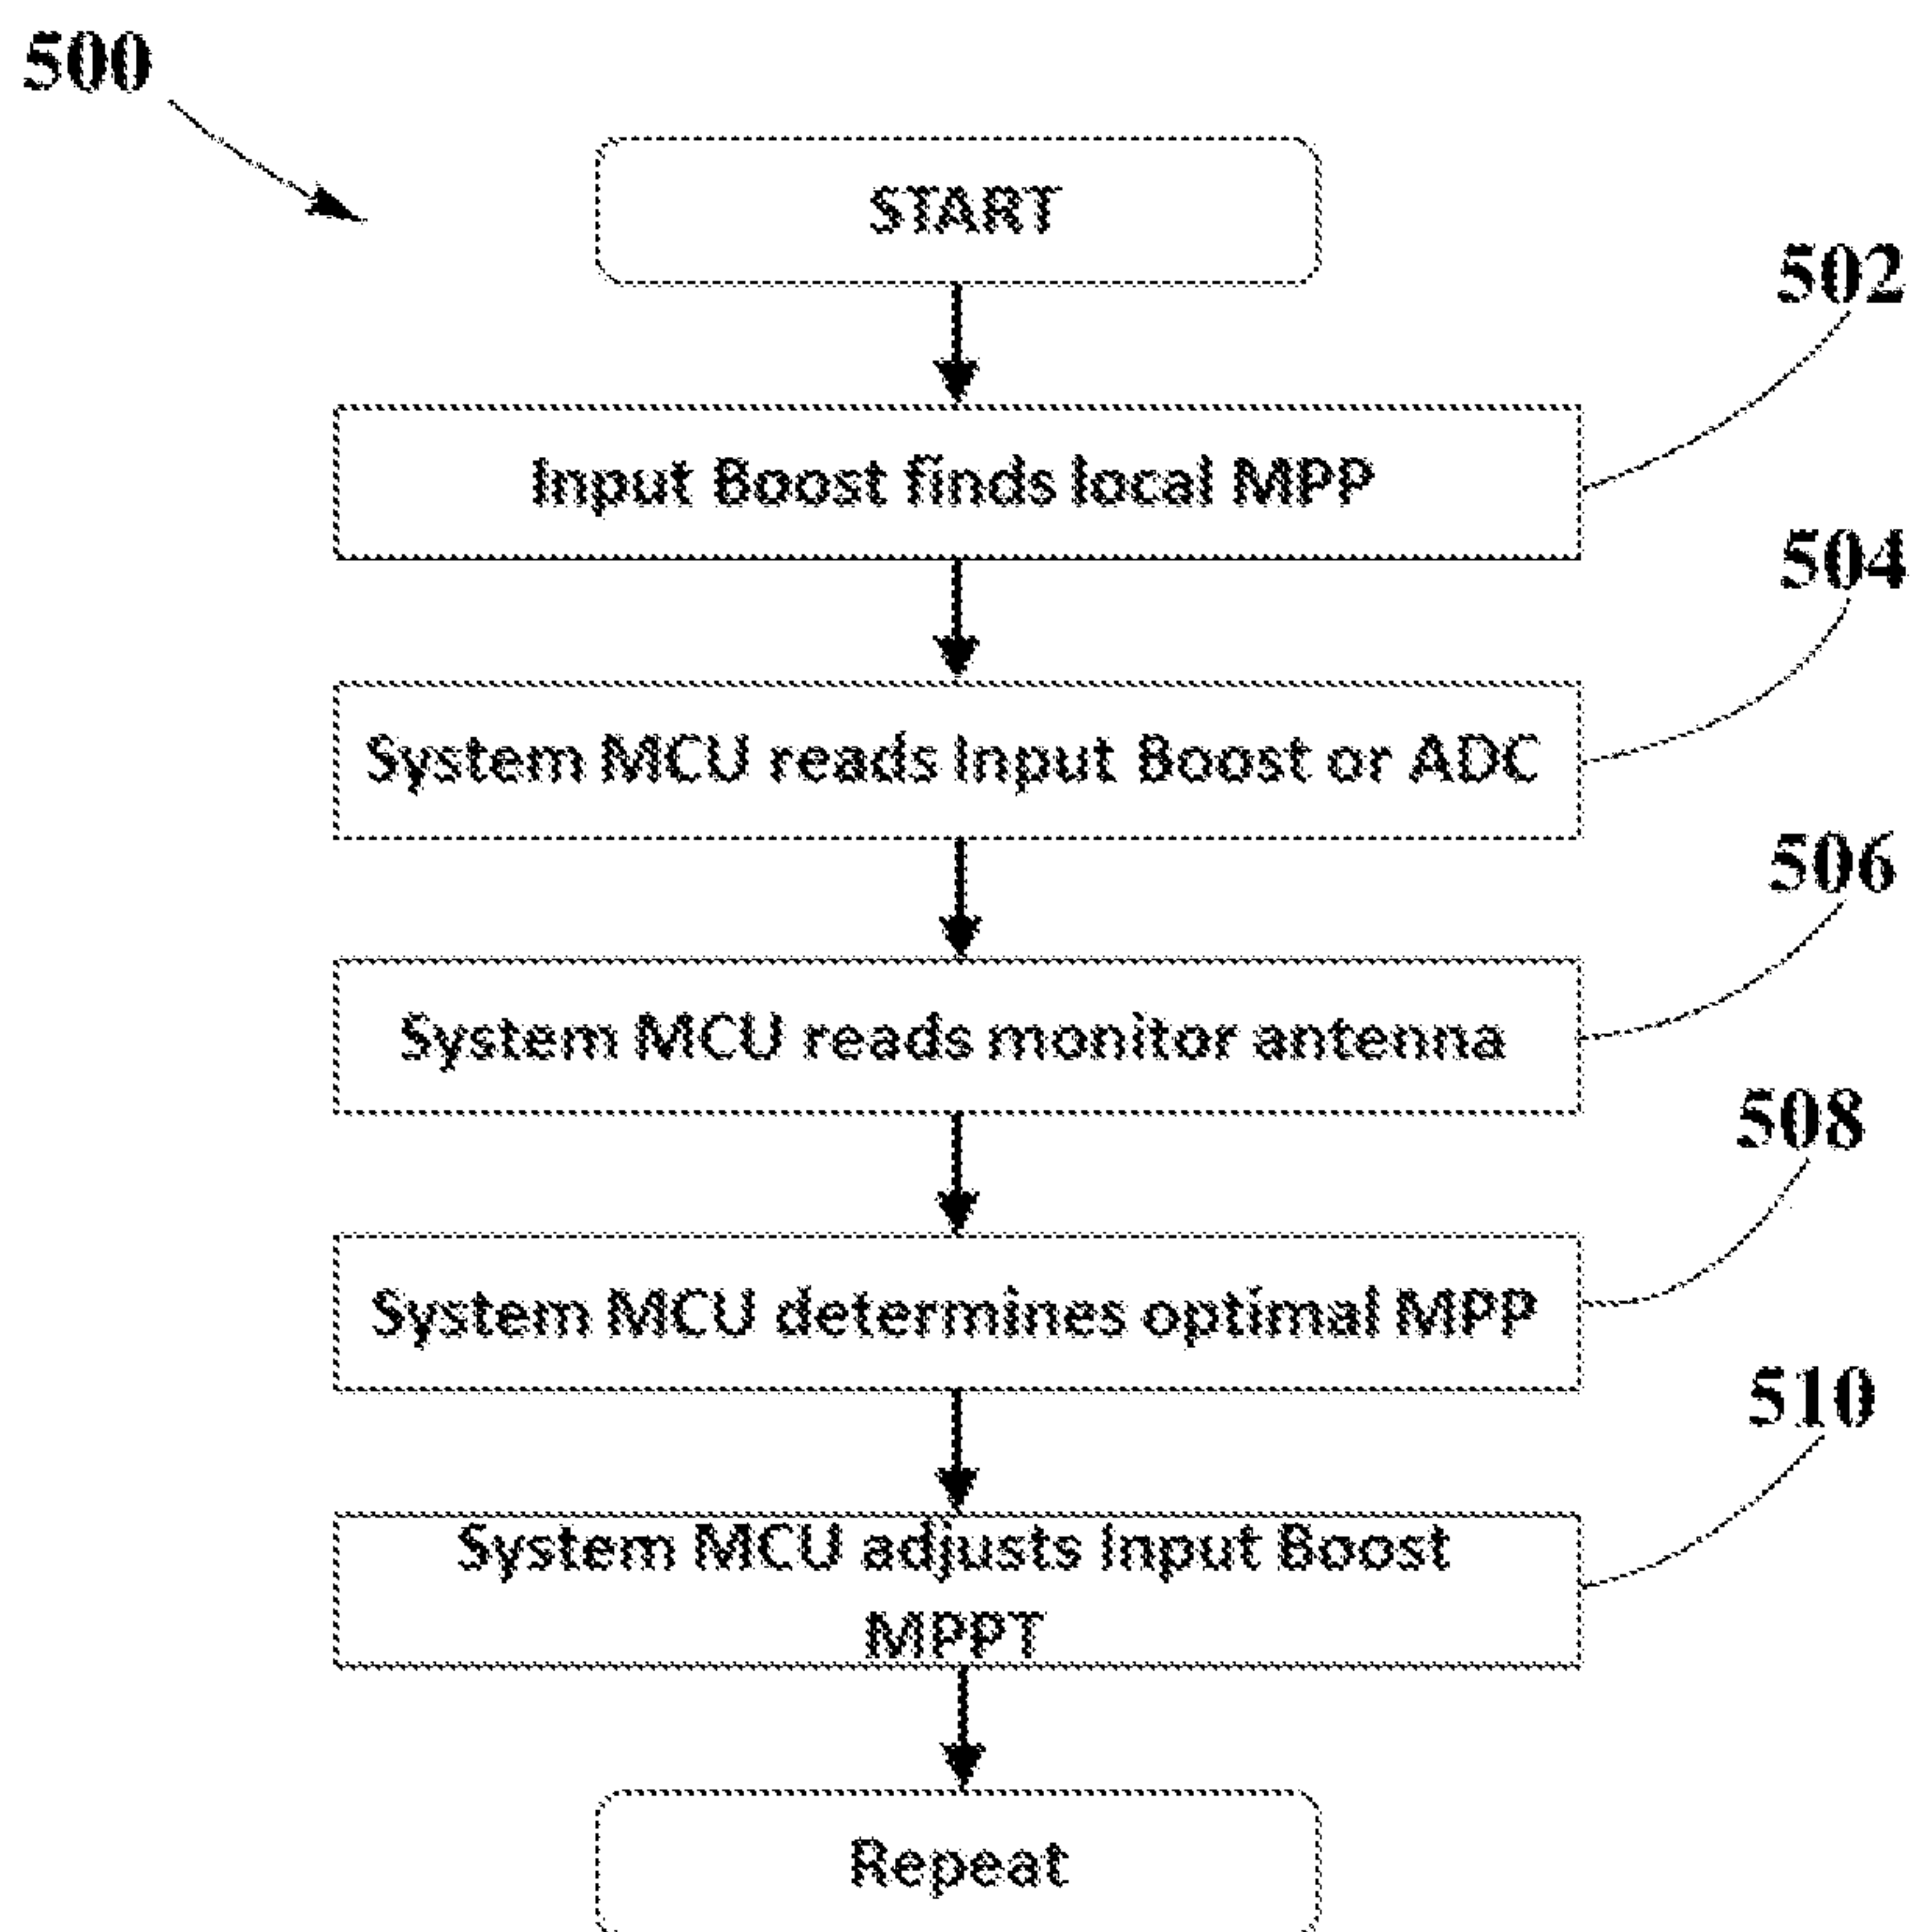 500
START
502
Input Boost finds local MPP
504
System MCU reads Input Boost or ADC
506
System MCU reads monitor antenna
508
System MCU determines optimal MPP
510
System MCU adjusts Input Boost
MPPT
Repeat